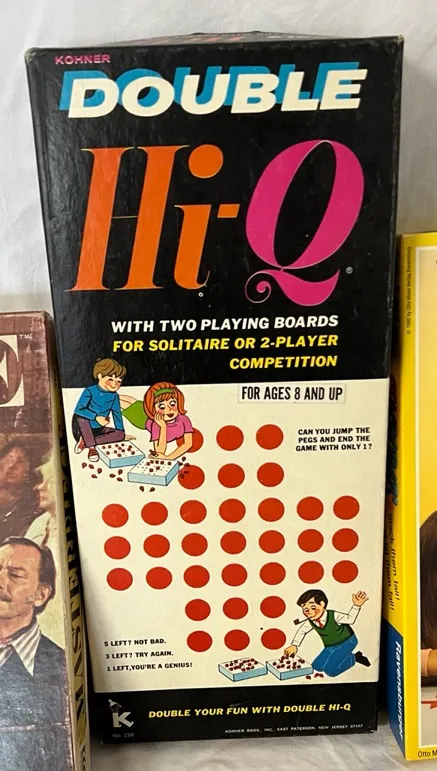 KOHNER
DOUBLE
Hi-Q
®
WITH TWO PLAYING BOARDS
FOR SOLITAIRE OR 2-PLAYER
COMPETITION
FOR AGES 8 AND UP
CAN YOU JUMP THE
PEGS AND END THE
GAME WITH ONLY 1?
5 LEFT? NOT BAD.
3 LEFT? TRY AGAIN.
1 LEFT, YOU'RE A GENIUS!
K
DOUBLE YOUR FUN WITH DOUBLE HI-Q
KOHNER BROS., INC., EAST PATERSON, NEW JERSEY 07407
E
MASTERPIECE
Ravensburger
Otto M